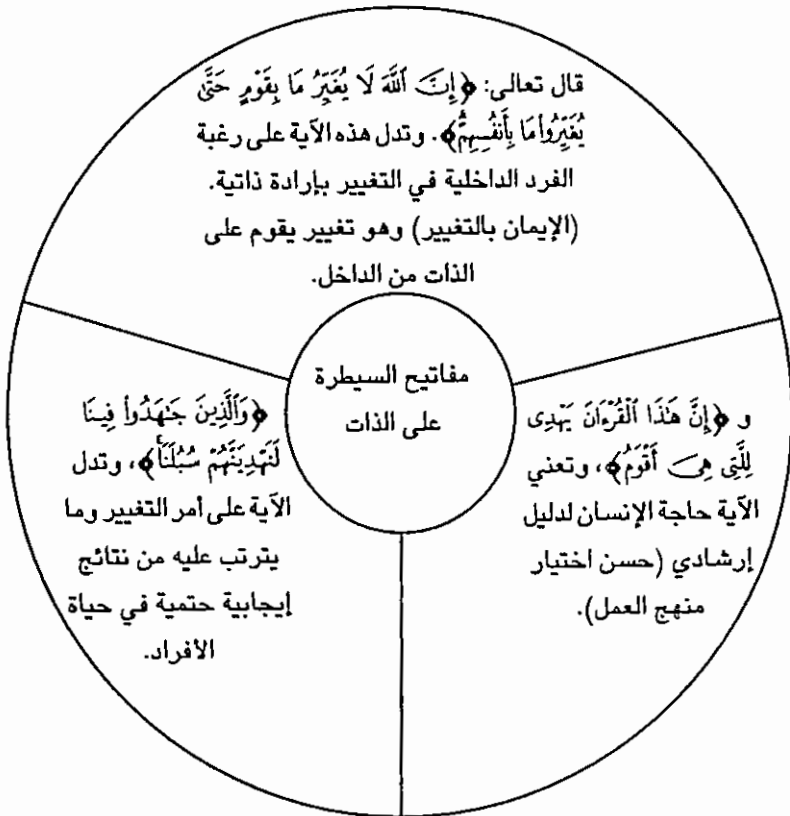 قال تعالى: ﴿إِنَّ ٱللَّهَ لَا يُغَيِّرُ مَا بِقَوْمٍ حَتَّىٰ
يُغَيِّرُوا۟ مَا بِأَنفُسِهِمْ﴾. وتدل هذه الآية على رغبة
الفرد الداخلية في التغيير بإرادة ذاتية.
(الإيمان بالتغيير) وهو تغيير يقوم على
الذات من الداخل.
مفاتيح السيطرة
على الذات
و ﴿إِنَّ هَٰذَا ٱلْقُرْءَانَ يَهْدِى
لِلَّتِى هِىَ أَقْوَمُ﴾، وتعني
الآية حاجة الإنسان لدليل
إرشادي (حسن اختيار
منهج العمل).
﴿وَٱلَّذِينَ جَٰهَدُوا۟ فِينَا
لَنَهْدِيَنَّهُمْ سُبُلَنَا﴾، وتدل
الآية على أمر التغيير وما
يترتب عليه من نتائج
إيجابية حتمية في حياة
الأفراد.